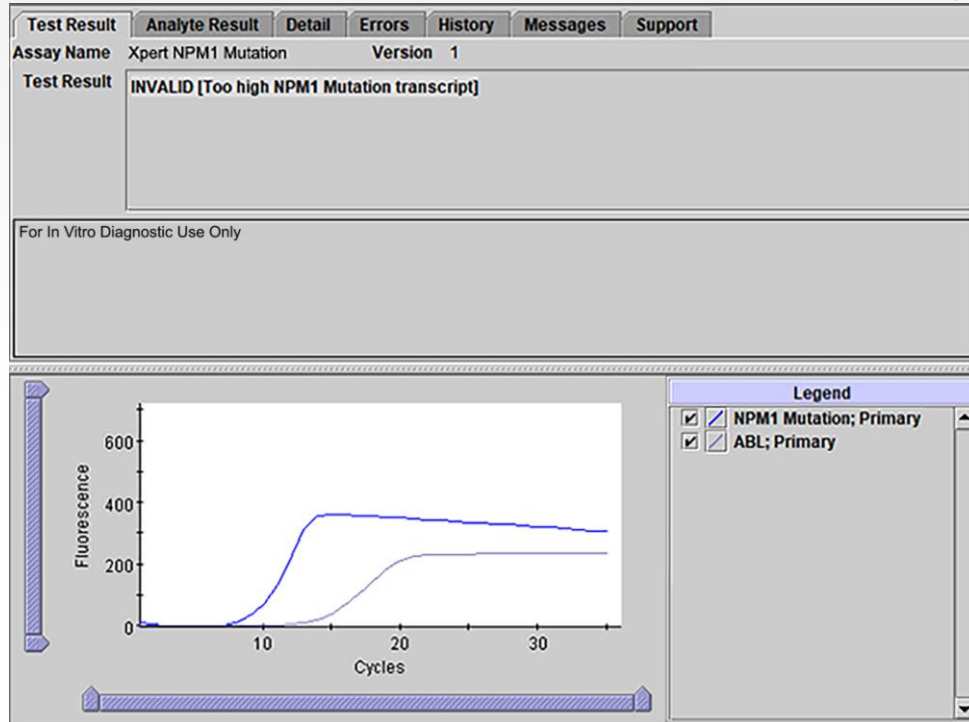 Test Result Analyte Result Detail Errors History Messages Support
Assay Name Xpert NPM1 Mutation Version 1
Test Result INVALID [Too high NPM1 Mutation transcript]
For In Vitro Diagnostic Use Only
Legend
NPM1 Mutation; Primary
ABL; Primary
Fluorescence
600
400
200
0
10 20 30
Cycles